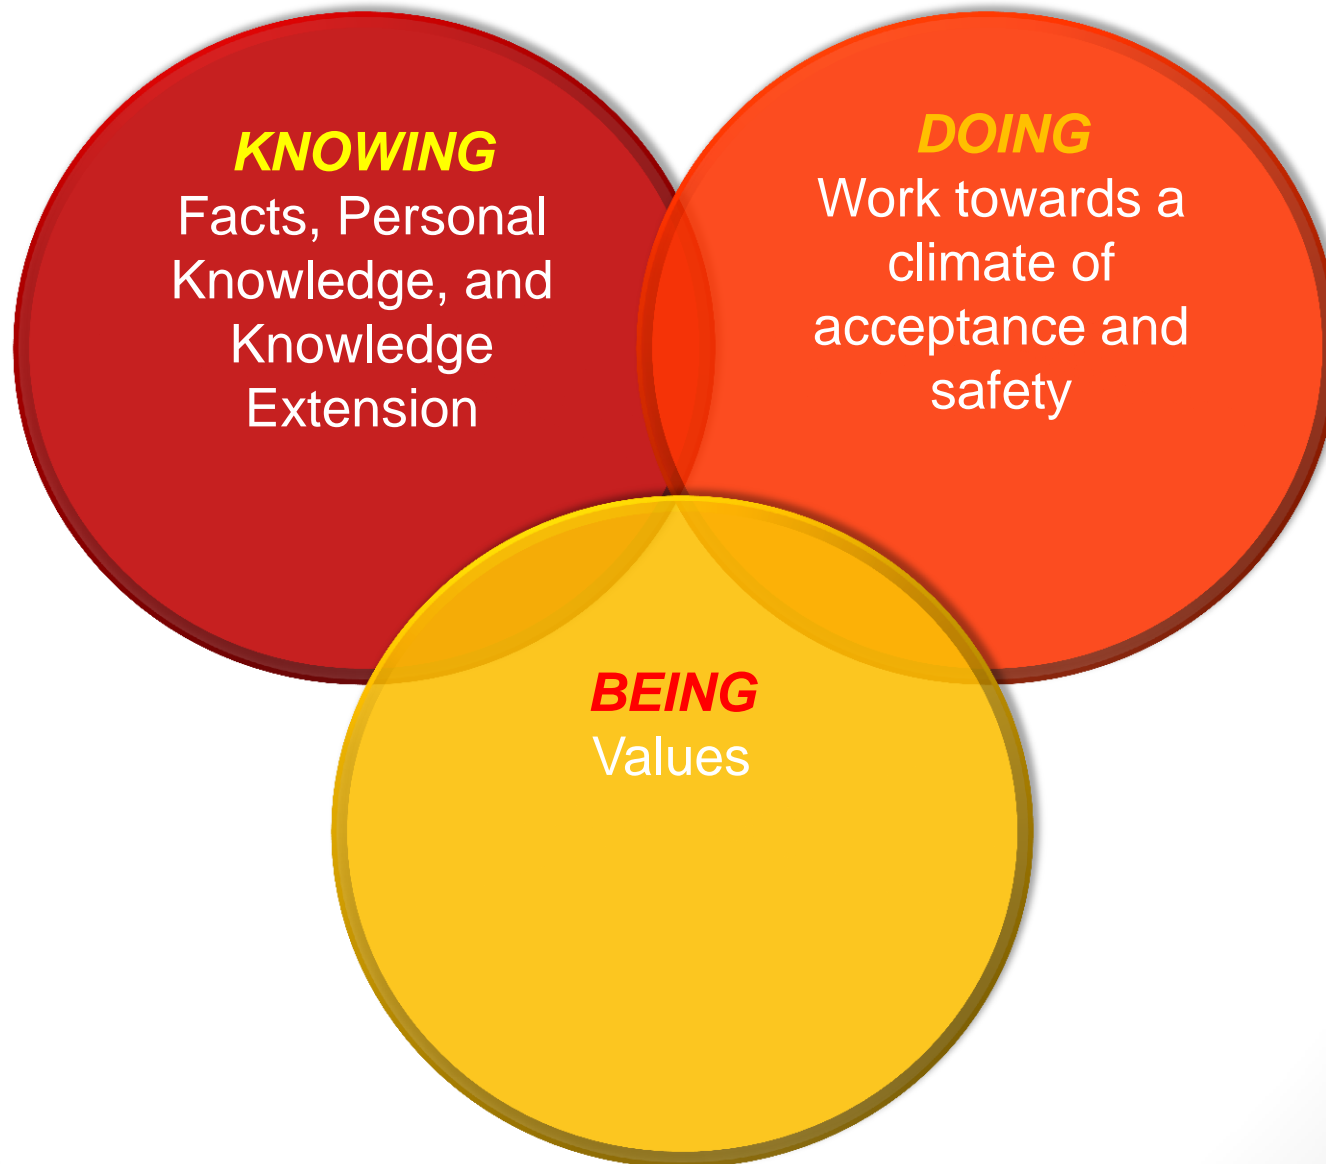 KNOWING
Facts, Personal
Knowledge, and
Knowledge
Extension
DOING
Work towards a
climate of
acceptance and
safety
BEING
Values